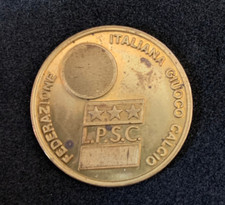 FEDERAZIONE ITALIANA GIUOCO CALCIO
L.P.S.C.